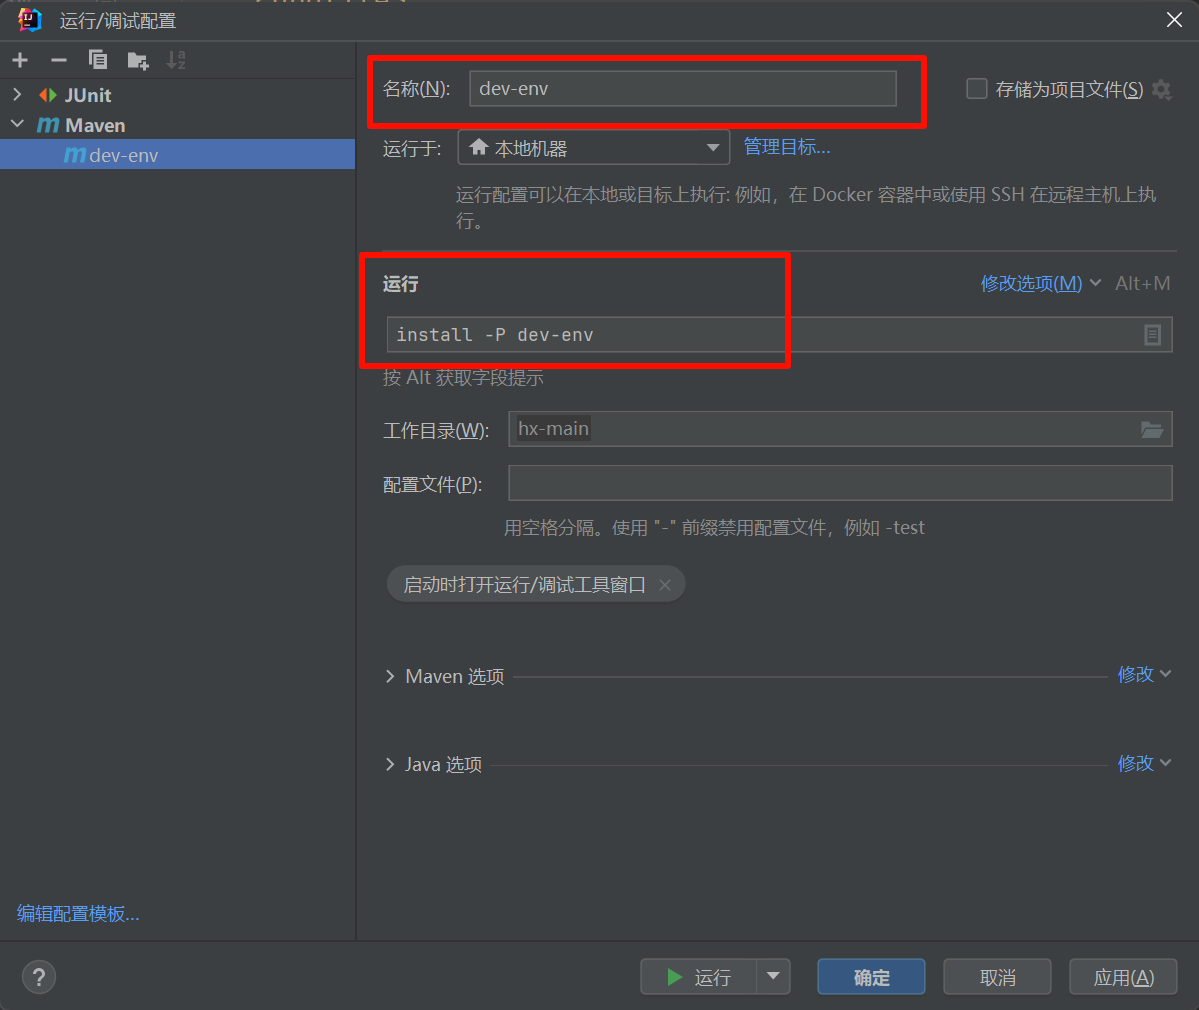 运行/调试配置
JUnit
Maven
dev-env
编辑配置模板...
名称(N):
dev-env
存储为项目文件(S)
运行于:
本地机器
管理目标...
运行配置可以在本地或目标上执行: 例如，在 Docker 容器中或使用 SSH 在远程主机上执
行。
运行
修改选项(M)
Alt+M
install -P dev-env
按 Alt 获取字段提示
工作目录(W):
hx-main
配置文件(P):
用空格分隔。使用 "-" 前缀禁用配置文件，例如 -test
启动时打开运行/调试工具窗口
Maven 选项
修改
Java 选项
修改
?
运行
确定
取消
应用(A)